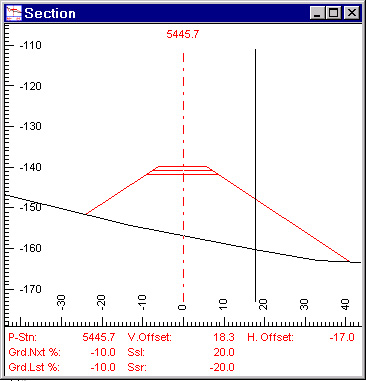 Section
5445.7
-110
-120
-130
-140
-150
-160
-170
-30 -20 -10 0 10 20 30 40
P-Stn: 5445.7 V.Offset: 18.3 H. Offset: -17.0
Grd.Nxt %: -10.0 Ssl: 20.0
Grd.Lst %: -10.0 Ssr: -20.0